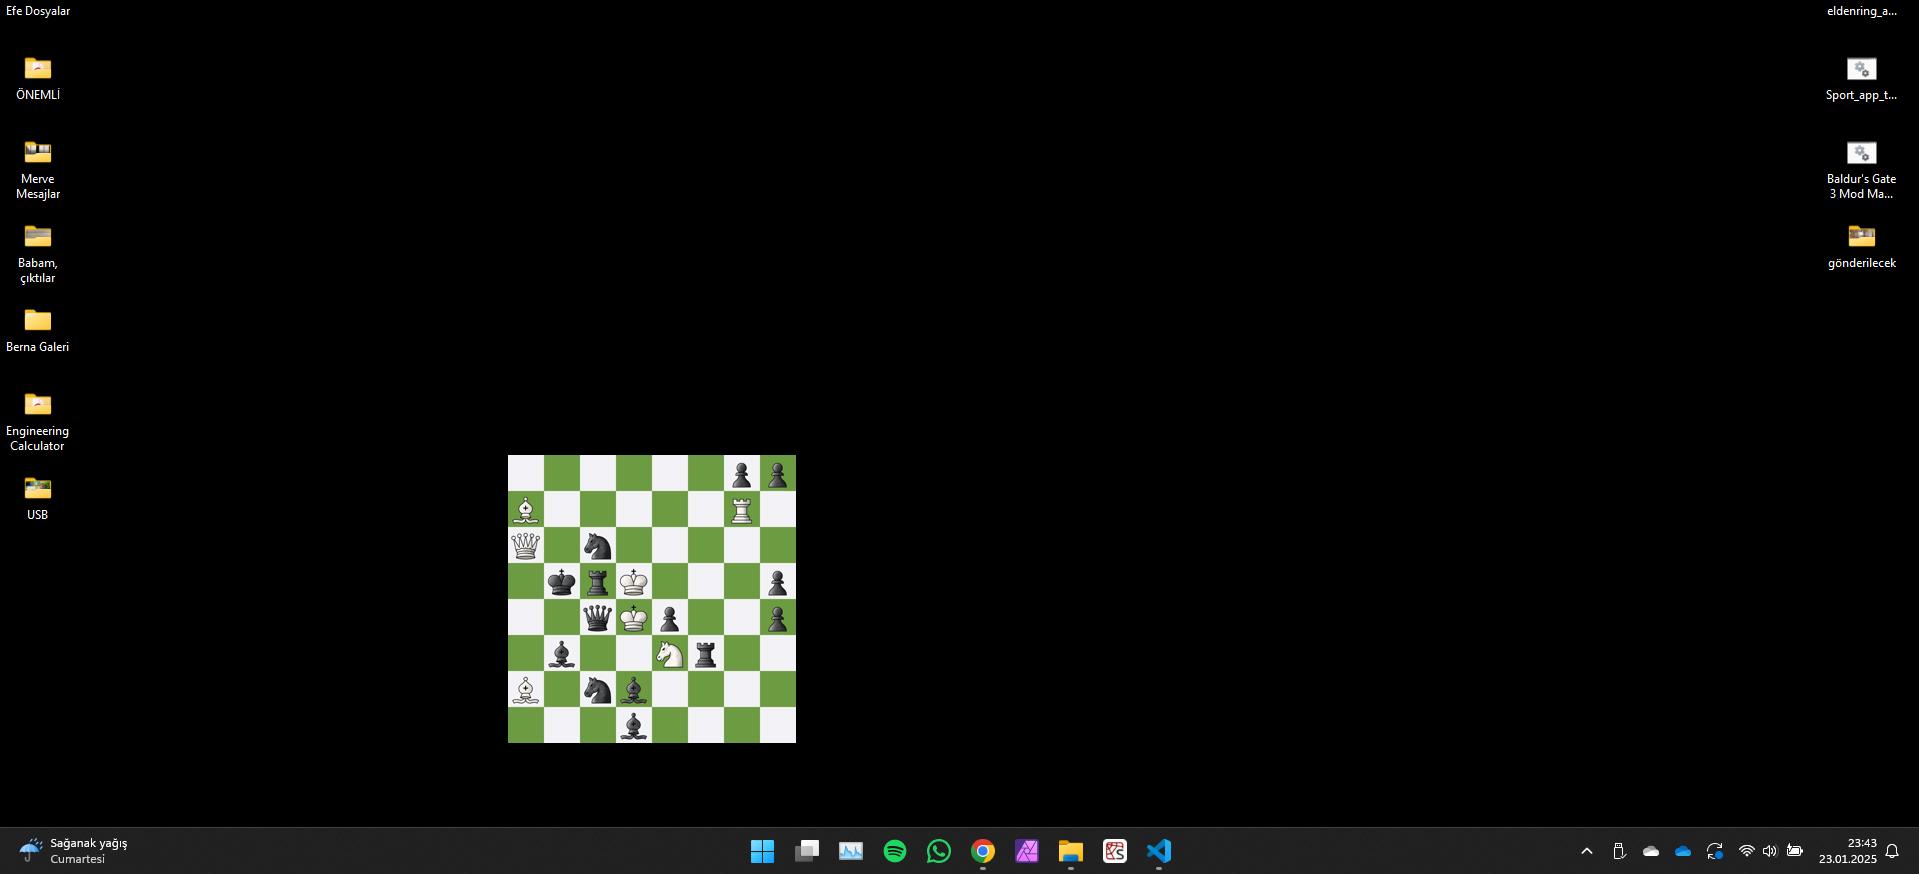 Efe Dosyalar
ÖNEMLİ
Merve
Mesajlar
Babam,
çıktılar
Berna Galeri
Engineering
Calculator
USB
eldenring_a...
Sport_app_t...
Baldur's Gate
3 Mod Ma...
gönderilecek
Sağanak yağış
Cumartesi
23:43
23.01.2025